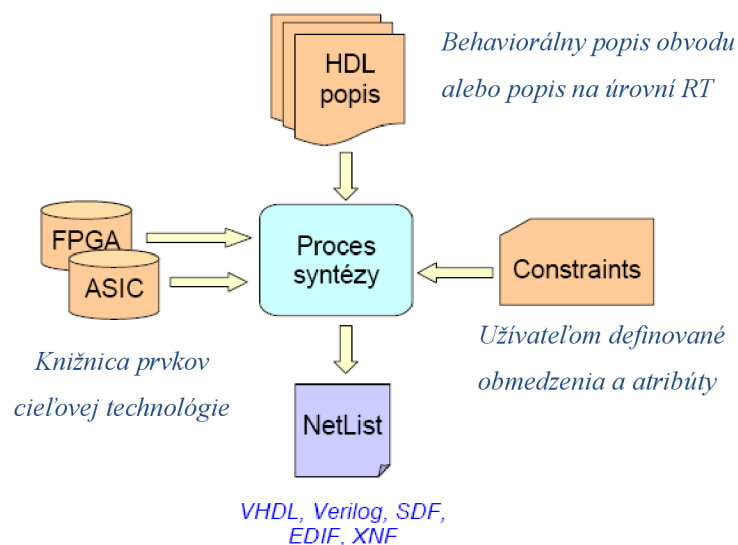 HDL
popis
Behaviorálny popis obvodu
alebo popis na úrovní RT
FPGA
ASIC
Proces
syntézy
Constraints
Knižnica prvkov
cieľovej technológie
Užívateľom definované
obmedzenia a atribúty
NetList
VHDL, Verilog, SDF,
EDIF, XNF